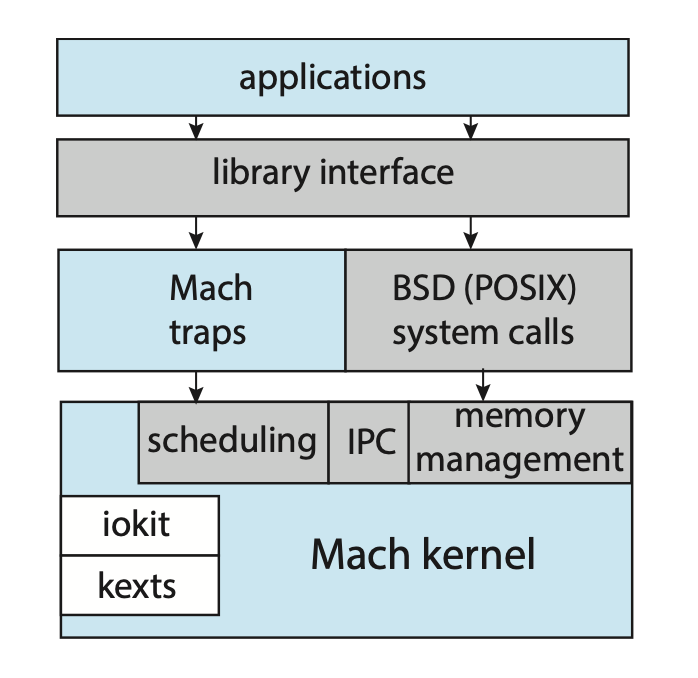 applications
library interface
Mach
traps
BSD (POSIX)
system calls
scheduling
IPC
memory
management
iokit
kexts
Mach kernel